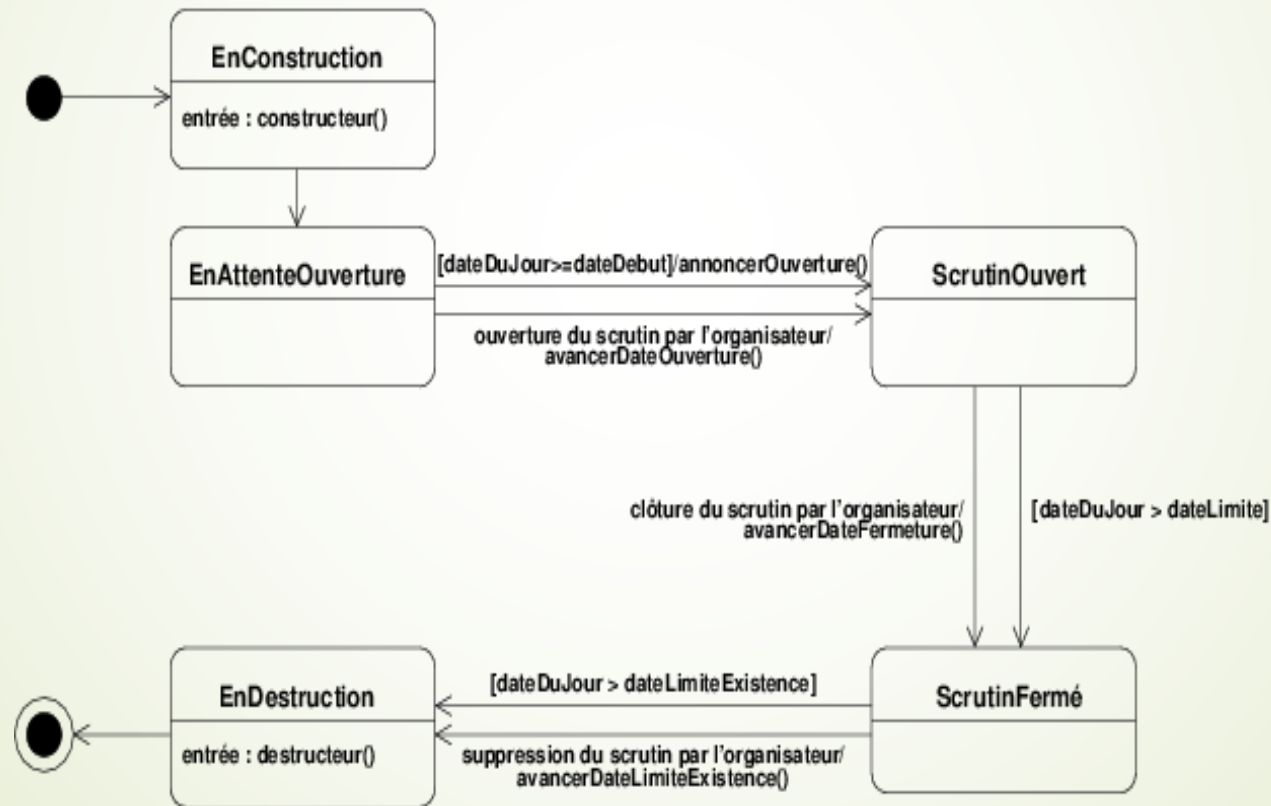 EnConstruction
entrée : constructeur()
EnAttenteOuverture
[dateDuJour>=dateDebut]/annoncerOuverture()
ScrutinOuvert
ouverture du scrutin par l'organisateur/
avancerDateOuverture()
clôture du scrutin par l'organisateur/
avancerDateFermeture()
[dateDuJour > dateLimite]
EnDestruction
entrée : destructeur()
[dateDuJour > dateLimiteExistence]
ScrutinFermé
suppression du scrutin par l'organisateur/
avancerDateLimiteExistence()